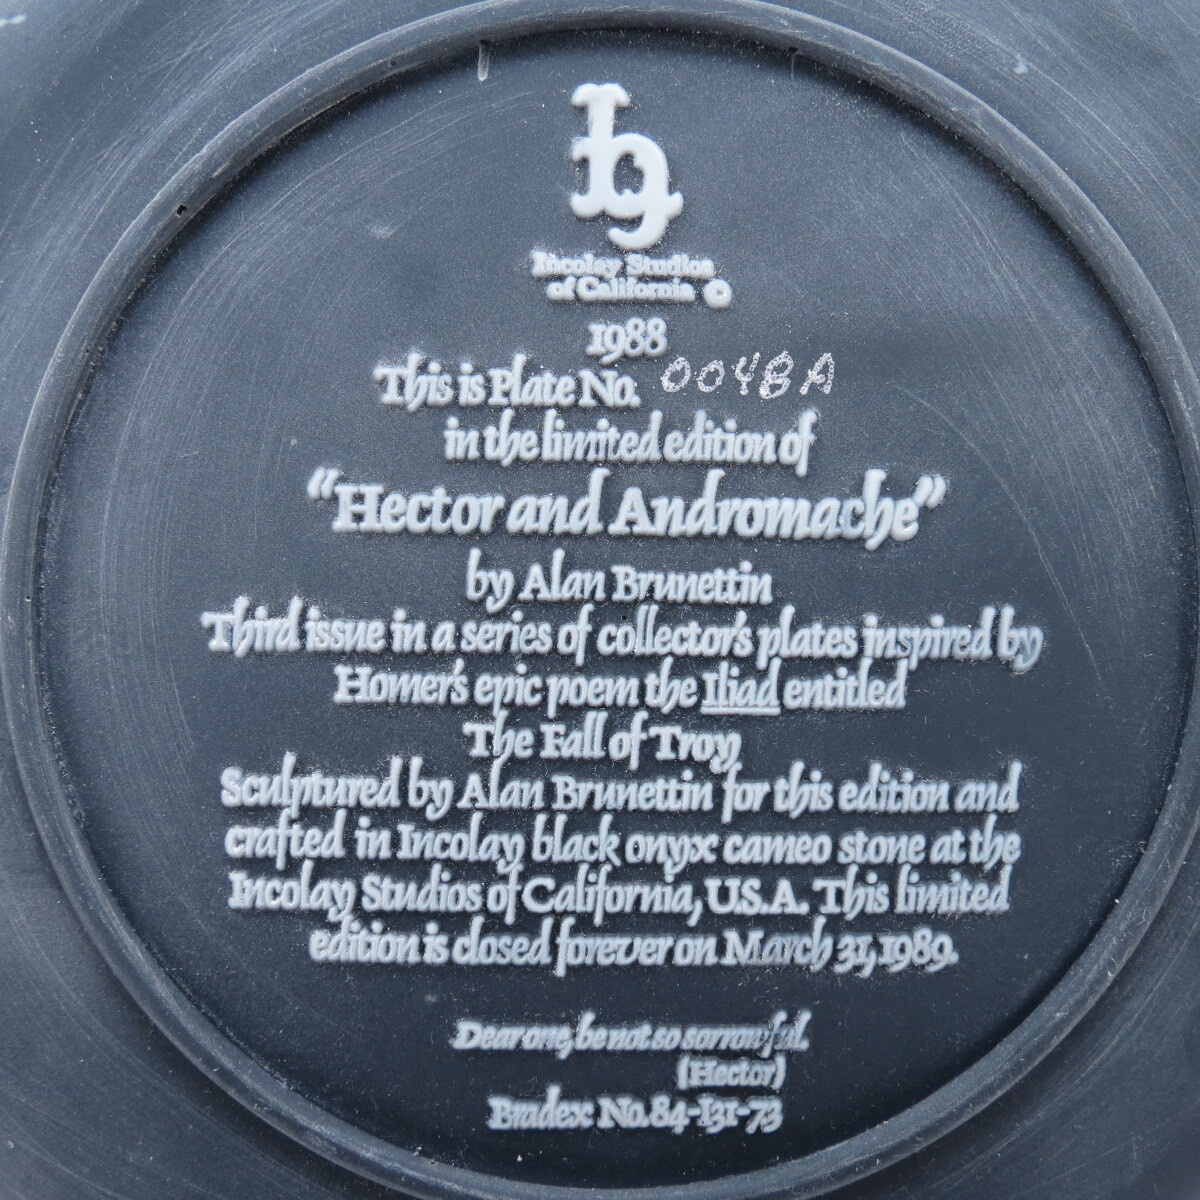 Incolay Studios
of California ©
1988
This is Plate No. 004BA
in the limited edition of
"Hector and Andromache"
by Alan Brunettin
Third issue in a series of collector's plates inspired by
Homer's epic poem the Iliad entitled
The Fall of Troy
Sculptured by Alan Brunettin for this edition and
crafted in Incolay black onyx cameo stone at the
Incolay Studios of California, U.S.A. This limited
edition is closed forever on March 31, 1989.
Dear one, be not so sorrowful.
(Hector)
Bradex No. 84-131-73